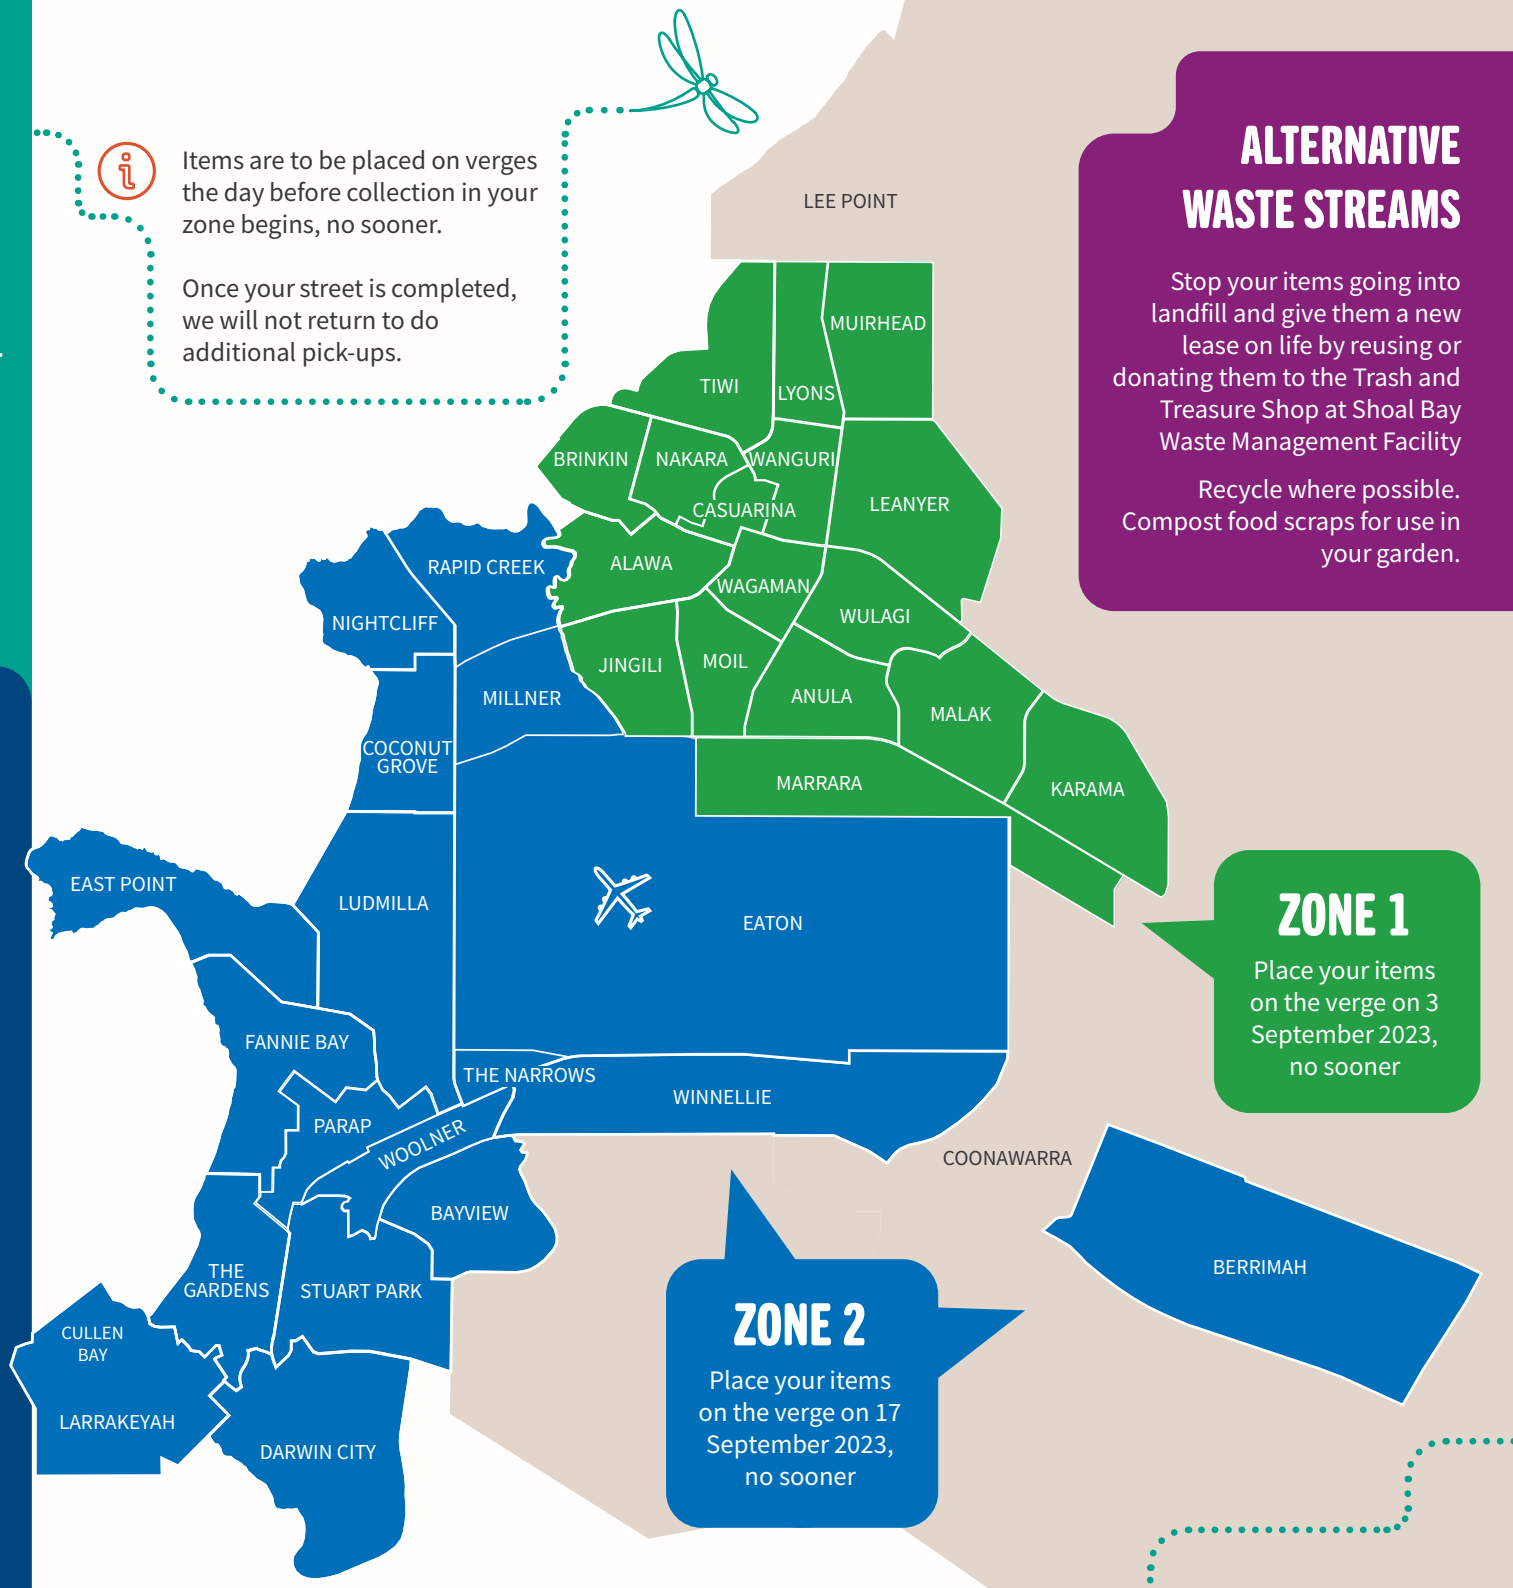 Items are to be placed on verges
the day before collection in your
zone begins, no sooner.
Once your street is completed,
we will not return to do
additional pick-ups.
ALTERNATIVE
WASTE STREAMS
Stop your items going into
landfill and give them a new
lease on life by reusing or
donating them to the Trash and
Treasure Shop at Shoal Bay
Waste Management Facility
Recycle where possible.
Compost food scraps for use in
your garden.
LEE POINT
MUIRHEAD
TIWI
LYONS
BRINKIN
NAKARA
WANGURI
CASUARINA
LEANYER
RAPID CREEK
ALAWA
WAGAMAN
NIGHTCLIFF
WULAGI
JINGILI
MOIL
MILLNER
ANULA
MALAK
COCONUT
GROVE
MARRARA
KARAMA
EAST POINT
LUDMILLA
EATON
ZONE 1
Place your items
on the verge on 3
September 2023,
no sooner
FANNIE BAY
THE NARROWS
WINNELLIE
PARAP
WOOLNER
COONAWARRA
BAYVIEW
BERRIMAH
THE
GARDENS
STUART PARK
CULLEN
BAY
LARRAKEYAH
DARWIN CITY
ZONE 2
Place your items
on the verge on 17
September 2023,
no sooner